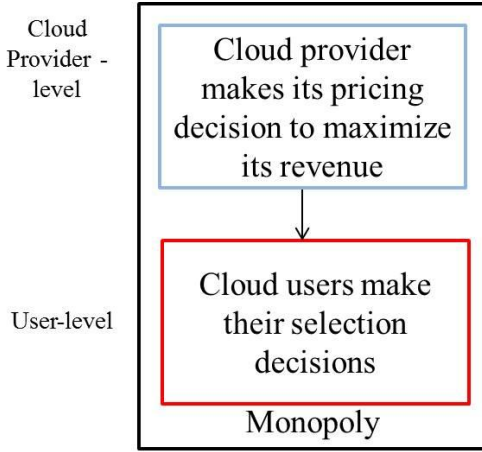 Cloud
Provider -
level
Cloud provider
makes its pricing
decision to maximize
its revenue
User-level
Cloud users make
their selection
decisions
Monopoly